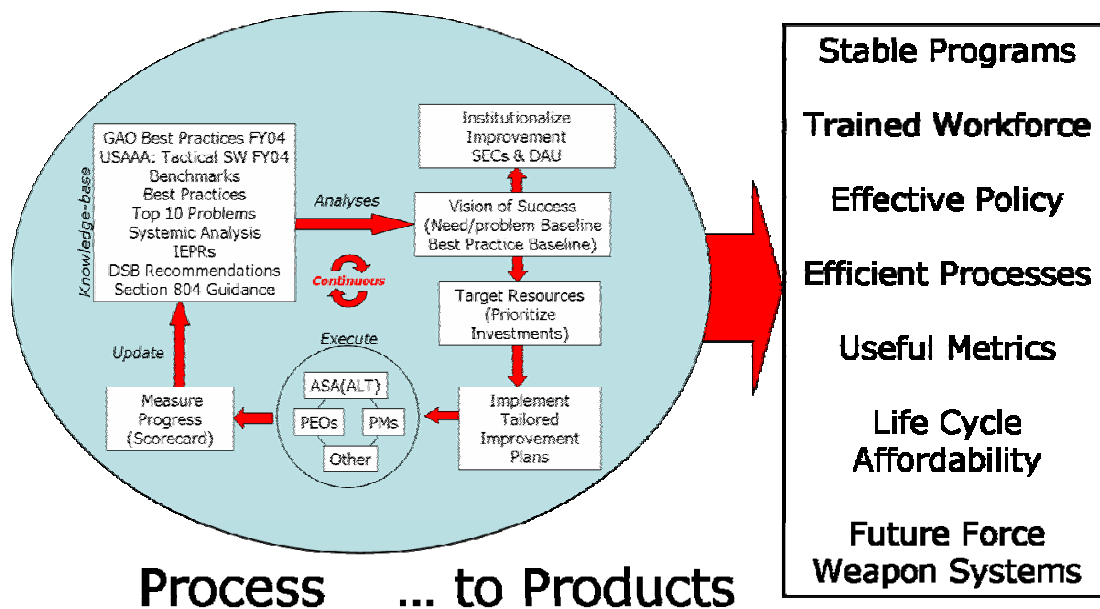 GAO Best Practices FY04
USAAA: Tactical SW FY04
Benchmarks
Best Practices
Top 10 Problems
Systemic Analysis
IEPRs
DSB Recommendations
Section 804 Guidance
Knowledge-base
Analyses
Institutionalize
Improvement
SECs & DAU
Vision of Success
(Need/problem Baseline
Best Practice Baseline)
Continuous
Target Resources
(Prioritize
Investments)
Update
Execute
ASA(ALT)
PEOs
PMs
Other
Measure
Progress
(Scorecard)
Implement
Tailored
Improvement
Plans
Process ... to Products
Stable Programs
Trained Workforce
Effective Policy
Efficient Processes
Useful Metrics
Life Cycle
Affordability
Future Force
Weapon Systems